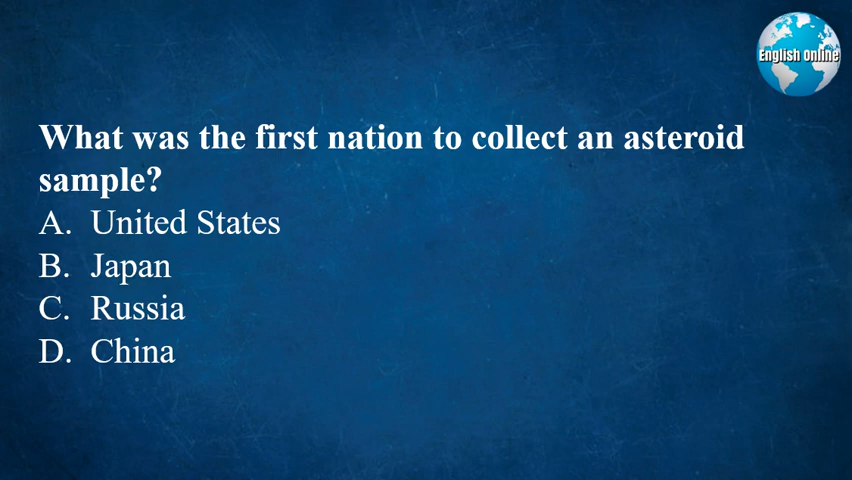 English Online
What was the first nation to collect an asteroid
sample?
A. United States
B. Japan
C. Russia
D. China